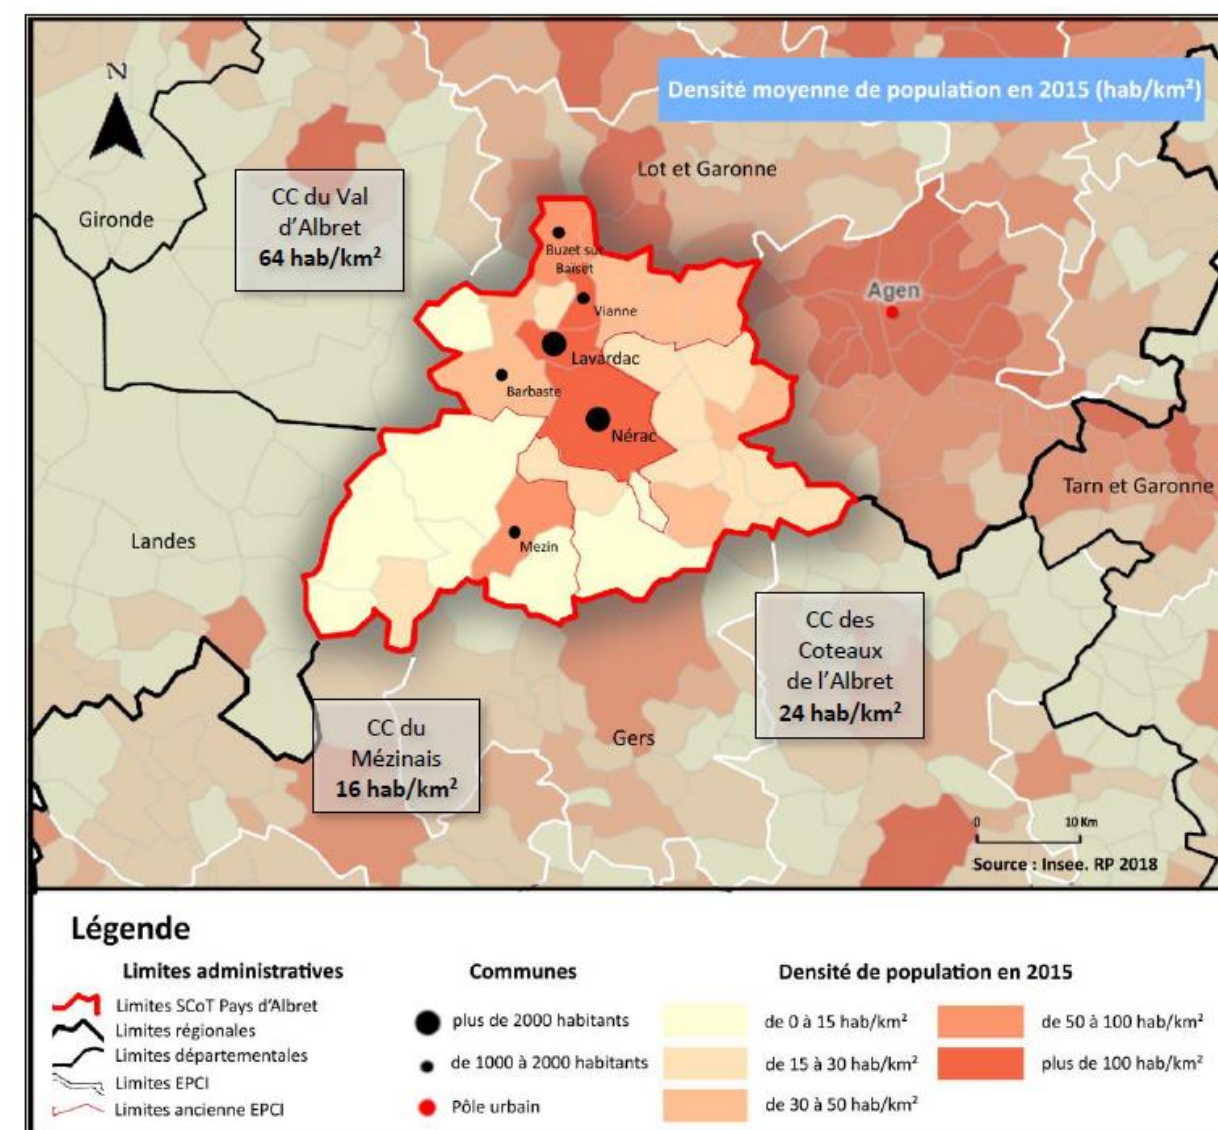 N
Densité moyenne de population en 2015 (hab/km²)
Lot et Garonne
CC du Val
d'Albret
64 hab/km²
Gironde
Buzet sur
Baïset
Agen
Vianne
Lavardac
Barbaste
Nérac
Tarn et Garonne
Landes
Mezin
CC des
Coteaux
de l'Albret
24 hab/km²
CC du
Mézinais
16 hab/km²
Gers
0 10 Km
Source : Insee. RP 2018
Légende
Limites administratives
Limites SCoT Pays d'Albret
Limites régionales
Limites départementales
Limites EPCI
Limites ancienne EPCI
Communes
plus de 2000 habitants
de 1000 à 2000 habitants
Pôle urbain
Densité de population en 2015
de 0 à 15 hab/km²
de 15 à 30 hab/km²
de 30 à 50 hab/km²
de 50 à 100 hab/km²
plus de 100 hab/km²